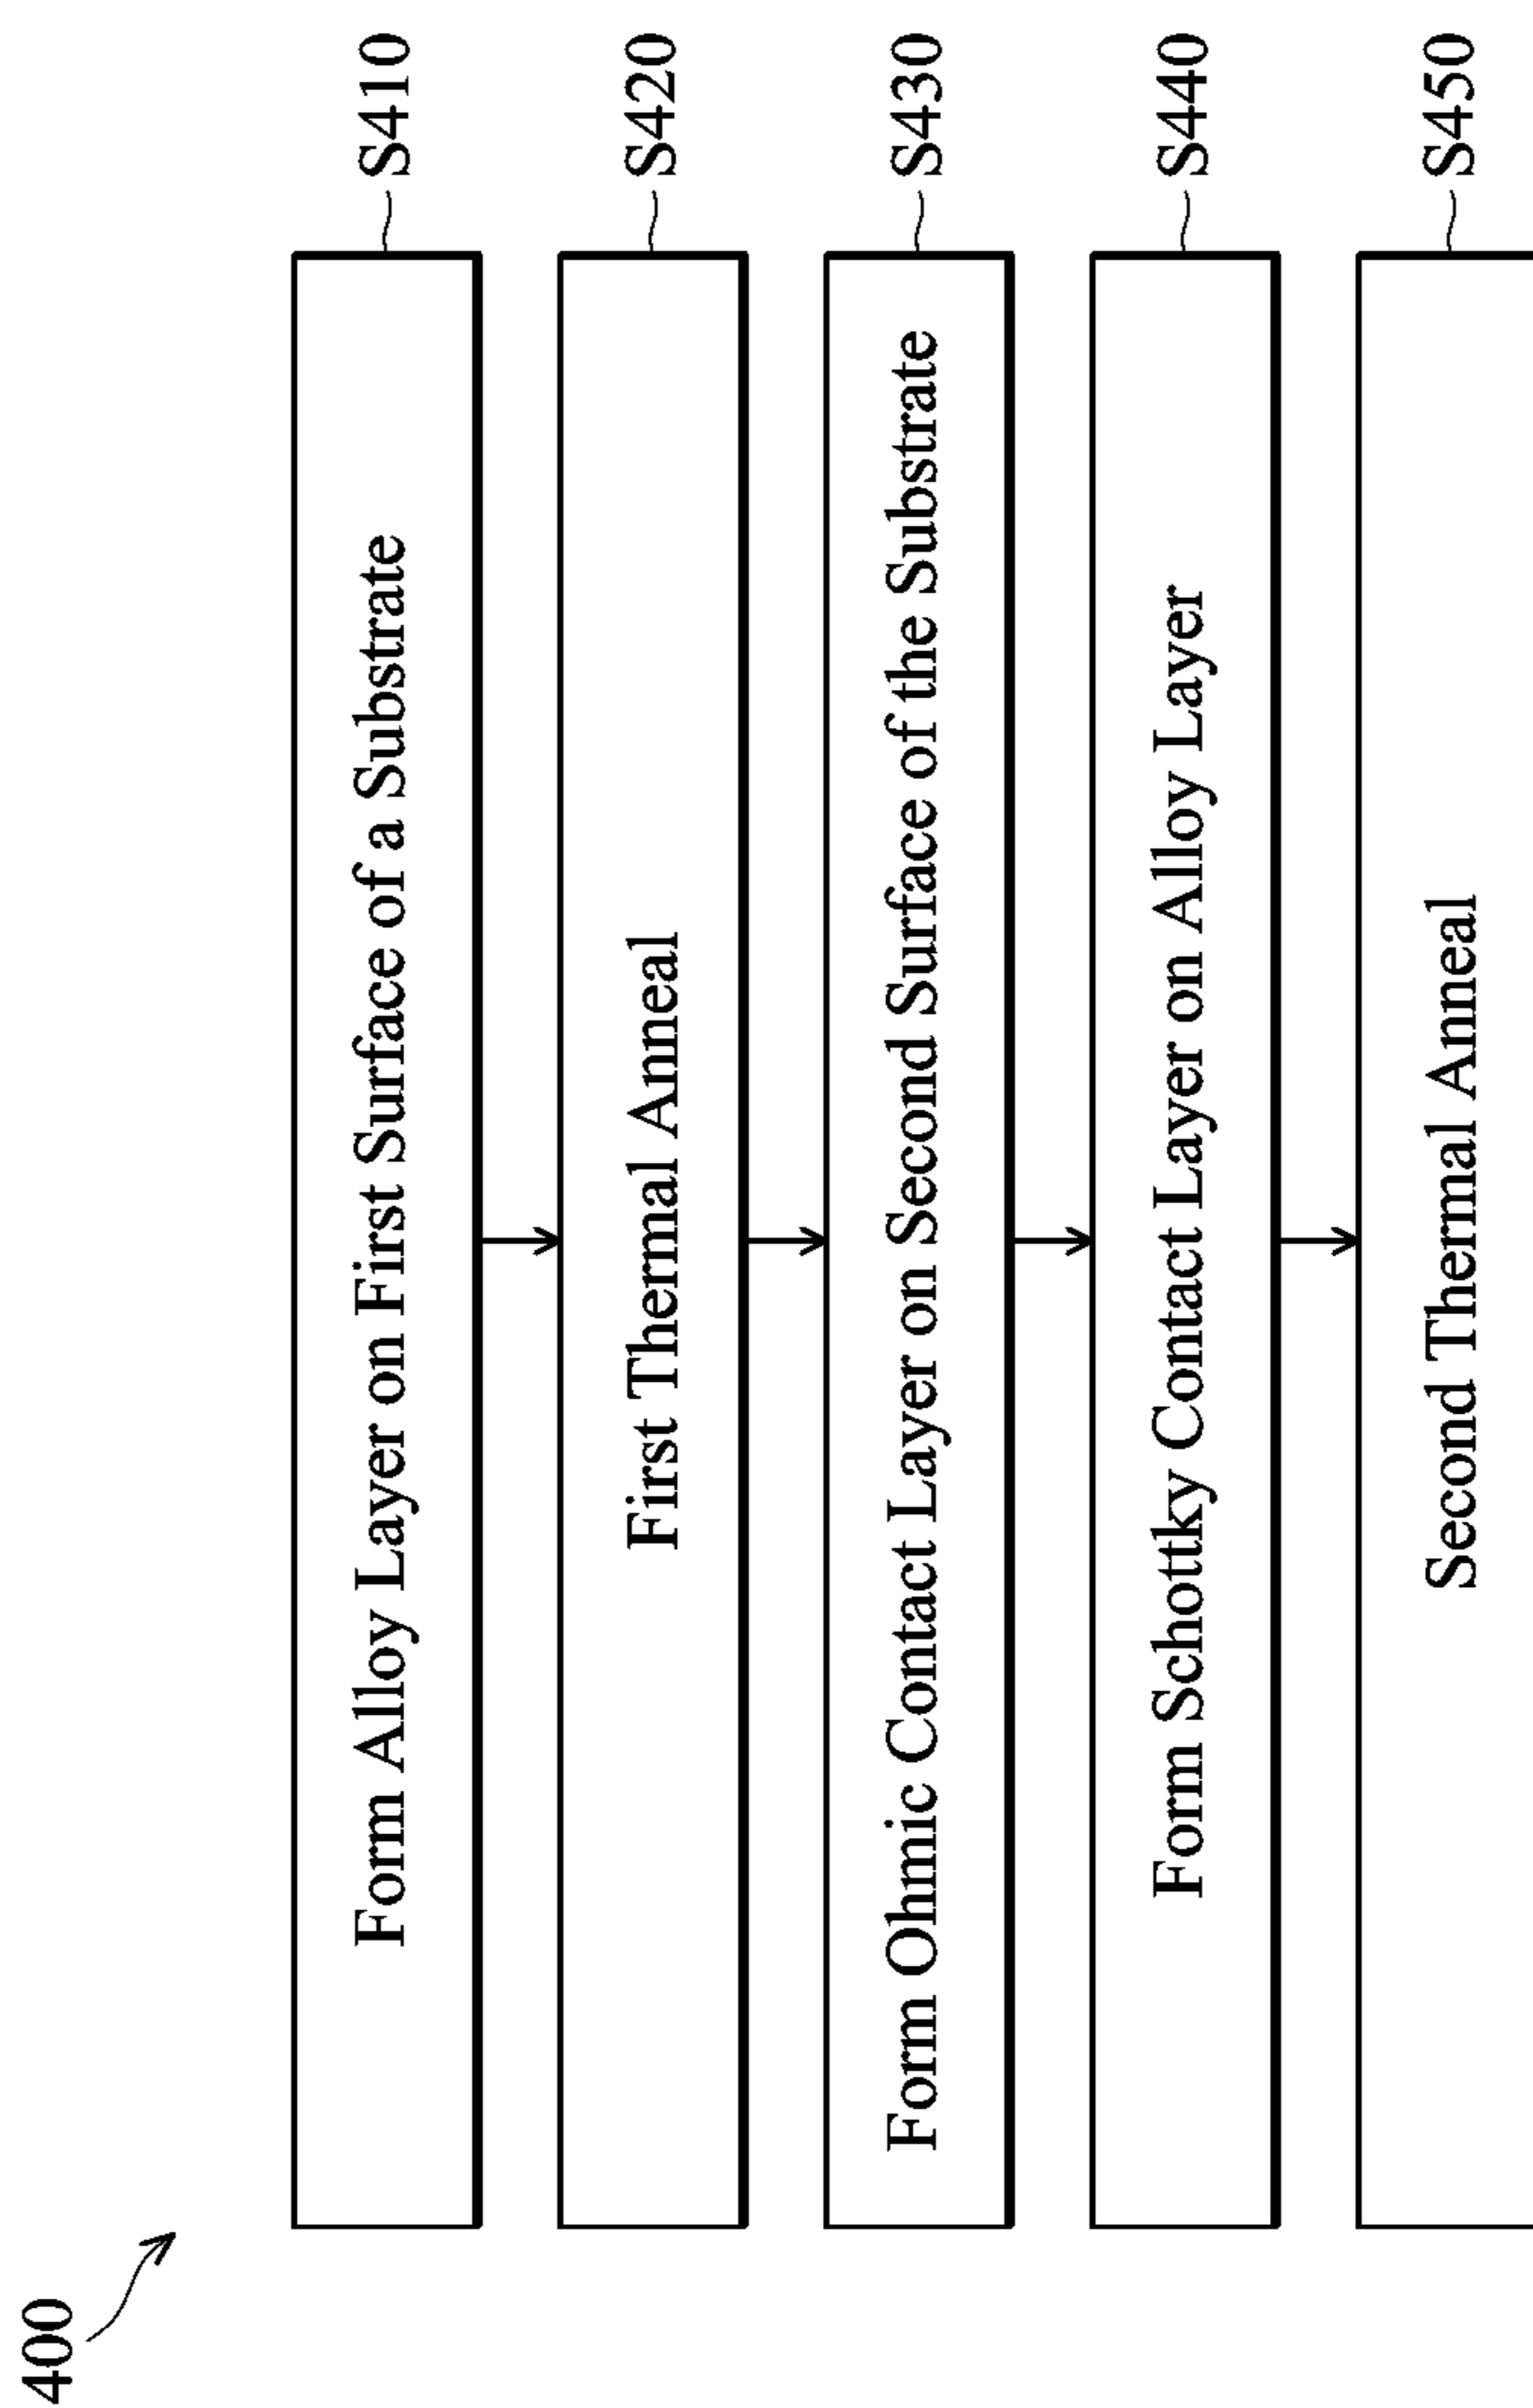 400
Form Alloy Layer on First Surface of a Substrate
S410
First Thermal Anneal
S420
Form Ohmic Contact Layer on Second Surface of the Substrate
S430
Form Schottky Contact Layer on Alloy Layer
S440
Second Thermal Anneal
S450